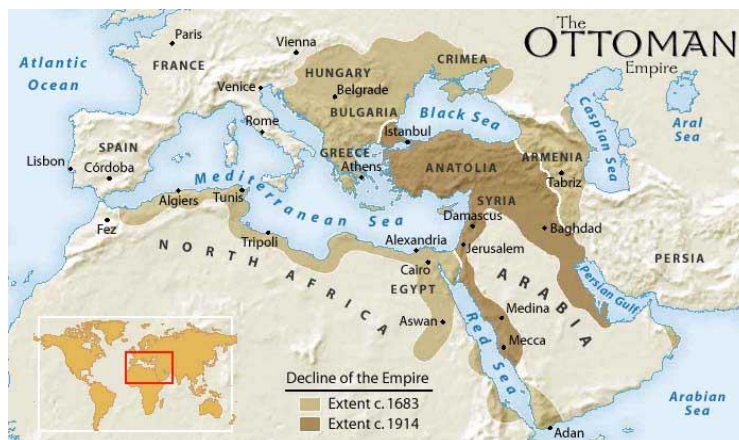 The
OTTOMAN
Empire
Paris
Vienna
Atlantic
Ocean
FRANCE
HUNGARY
CRIMEA
Venice
Belgrade
BULGARIA
Black Sea
Caspian Sea
Aral
Sea
Rome
Istanbul
SPAIN
GREECE
Lisbon
Córdoba
Athens
ANATOLIA
ARMENIA
Tabriz
Mediterranean Sea
Algiers
Tunis
SYRIA
Fez
Damascus
Baghdad
Tripoli
Alexandria
Jerusalem
PERSIA
NORTH AFRICA
Cairo
EGYPT
ARABIA
Persian Gulf
Aswan
Red Sea
Medina
Mecca
Decline of the Empire
Extent c. 1683
Extent c. 1914
Arabian
Sea
Adan